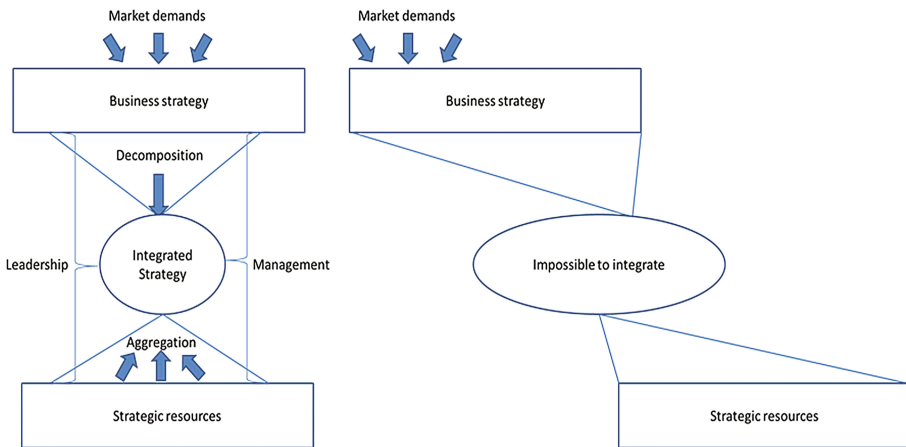 Market demands
Business strategy
Decomposition
Leadership
Integrated
Strategy
Management
Aggregation
Strategic resources
Market demands
Business strategy
Impossible to integrate
Strategic resources